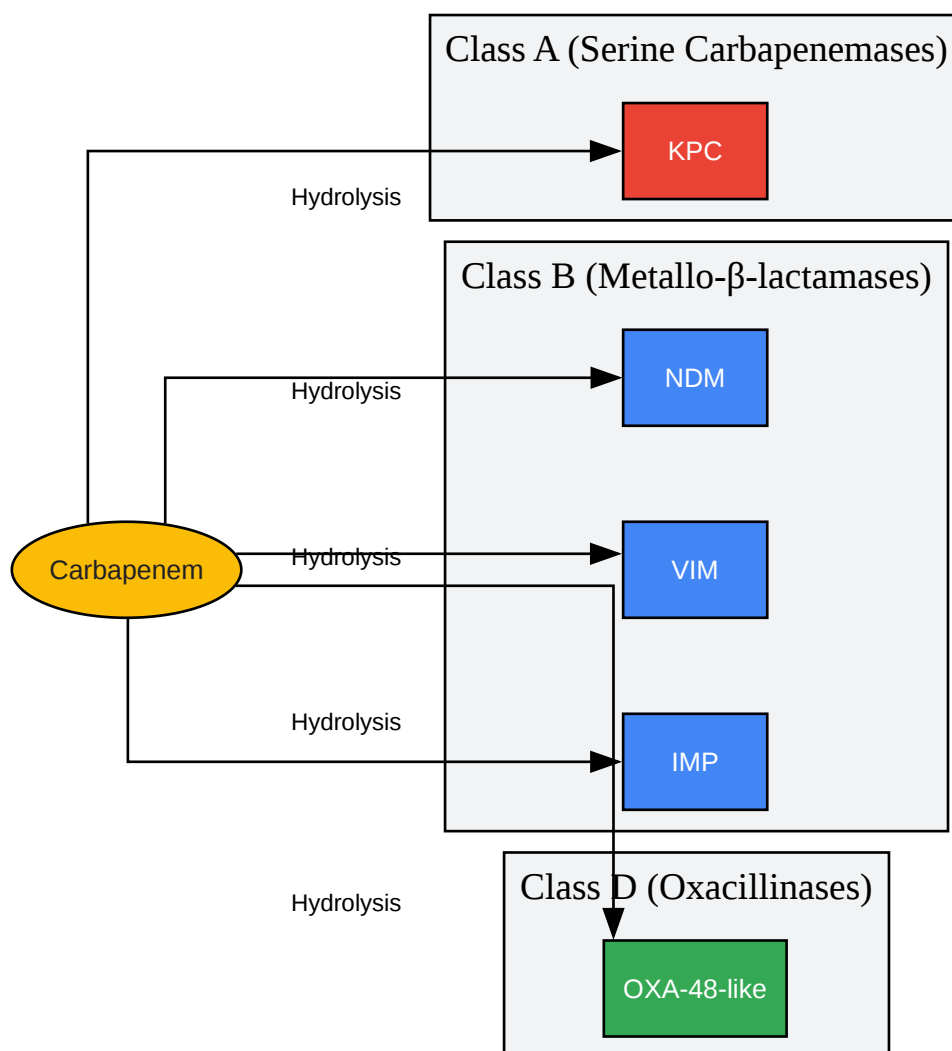 Class A (Serine Carbapenemases)
KPC
Hydrolysis
Class B (Metallo-β-lactamases)
NDM
Hydrolysis
Carbapenem
Hydrolysis
VIM
Hydrolysis
IMP
Class D (Oxacillinases)
Hydrolysis
OXA-48-like